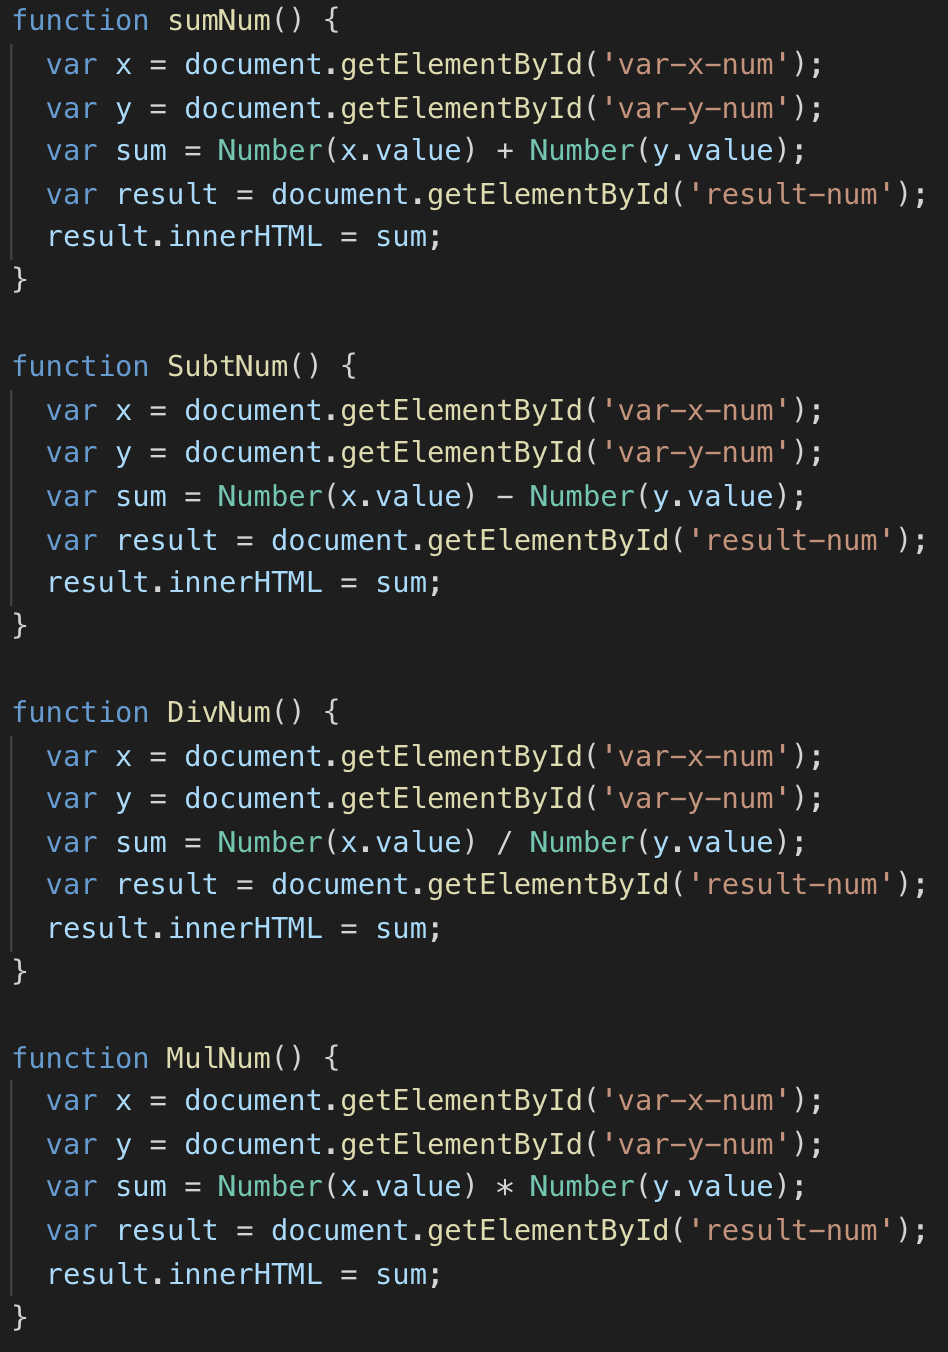 function sumNum() {
  var x = document.getElementById('var-x-num');
  var y = document.getElementById('var-y-num');
  var sum = Number(x.value) + Number(y.value);
  var result = document.getElementById('result-num');
  result.innerHTML = sum;
}

function SubtNum() {
  var x = document.getElementById('var-x-num');
  var y = document.getElementById('var-y-num');
  var sum = Number(x.value) - Number(y.value);
  var result = document.getElementById('result-num');
  result.innerHTML = sum;
}

function DivNum() {
  var x = document.getElementById('var-x-num');
  var y = document.getElementById('var-y-num');
  var sum = Number(x.value) / Number(y.value);
  var result = document.getElementById('result-num');
  result.innerHTML = sum;
}

function MulNum() {
  var x = document.getElementById('var-x-num');
  var y = document.getElementById('var-y-num');
  var sum = Number(x.value) * Number(y.value);
  var result = document.getElementById('result-num');
  result.innerHTML = sum;
}